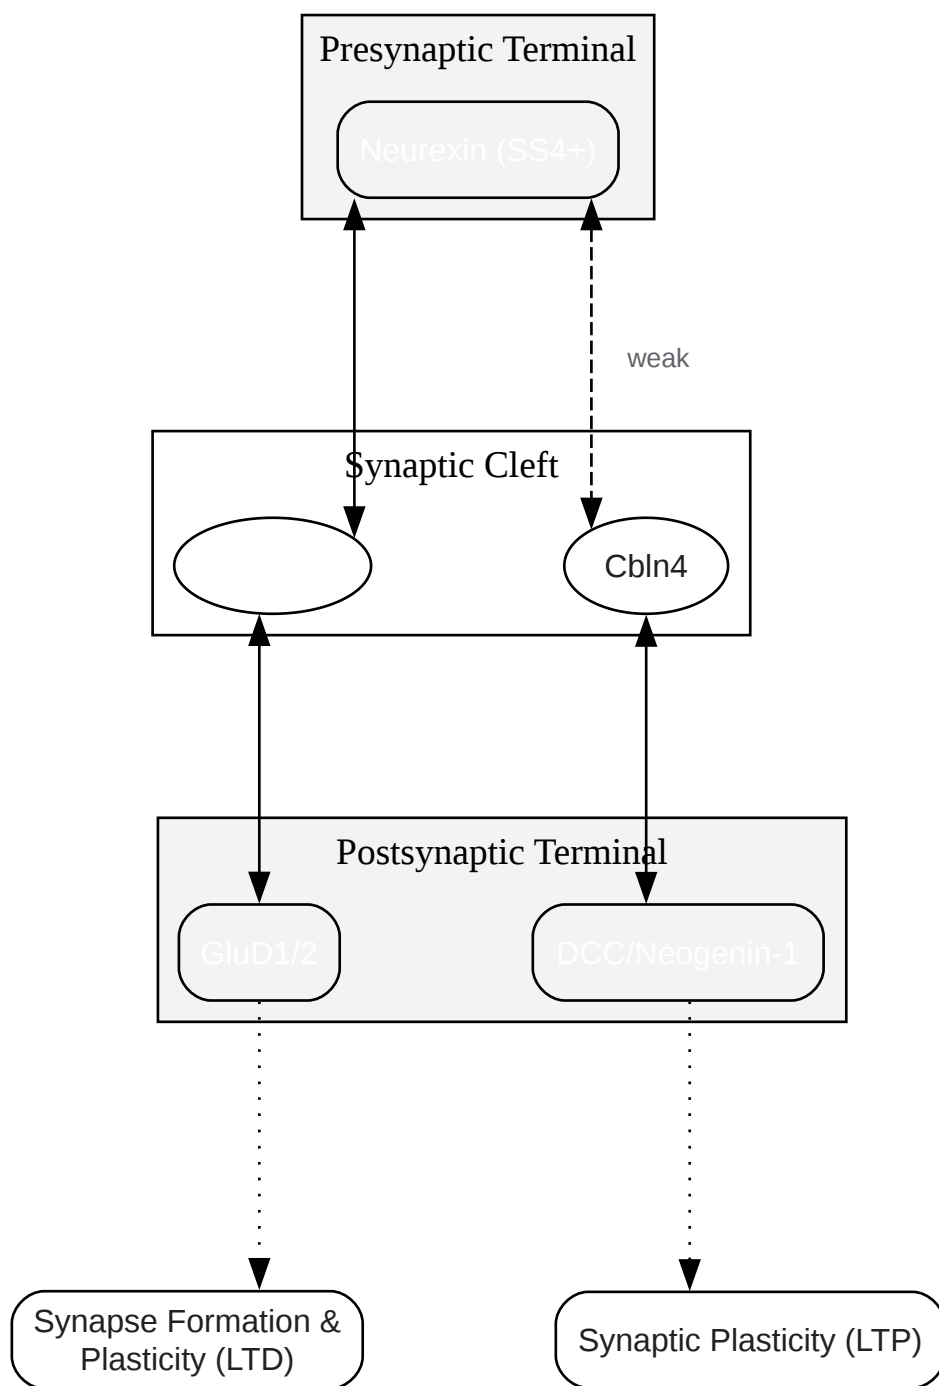 Presynaptic Terminal
Neurexin (SS4+)
weak
Synaptic Cleft
Cbln4
Postsynaptic Terminal
GluD1/2
DCC/Neogenin-1
Synapse Formation &
Plasticity (LTD)
Synaptic Plasticity (LTP)